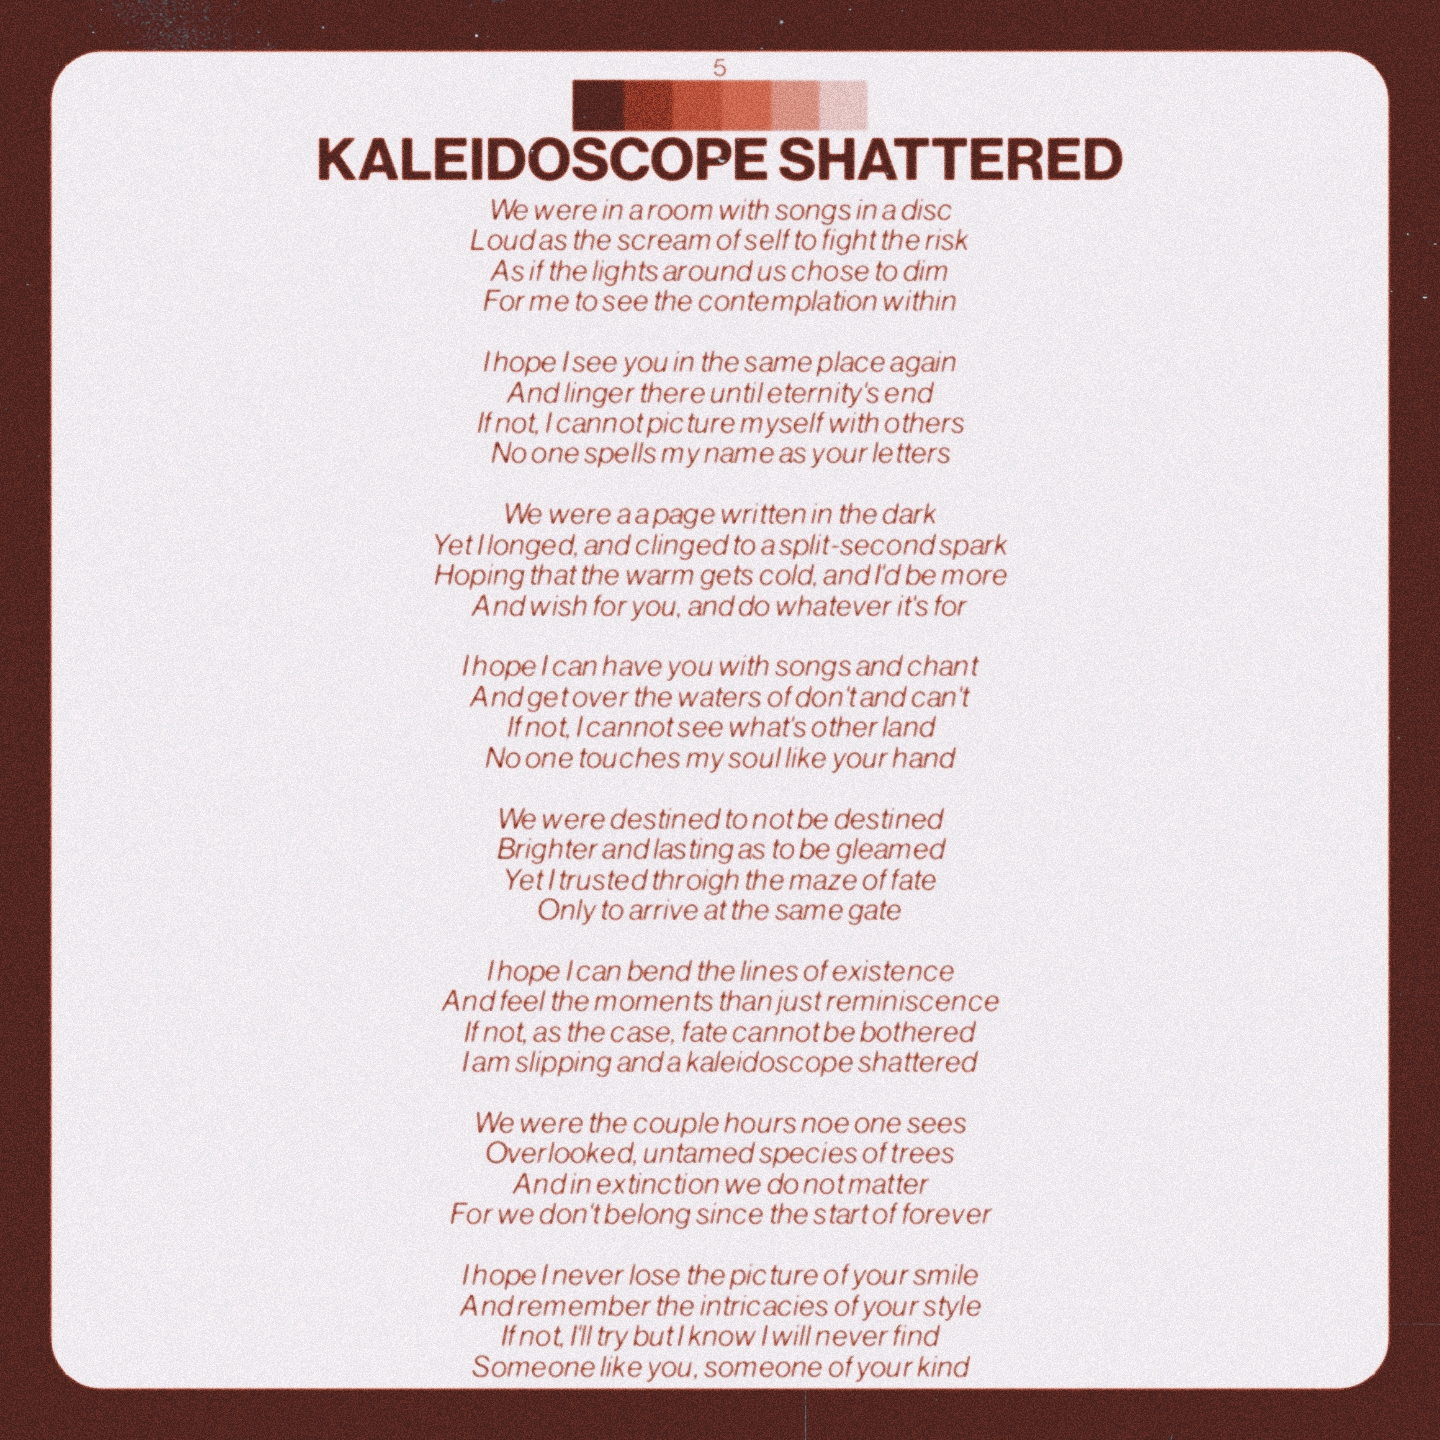 5
KALEIDOSCOPE SHATTERED
We were in a room with songs in a disc
Loud as the scream of self to fight the risk
As if the lights around us chose to dim
For me to see the contemplation within
I hope I see you in the same place again
And linger there until eternity's end
If not, I cannot picture myself with others
No one spells my name as your letters
We were a a page written in the dark
Yet I longed, and clinged to a split-second spark
Hoping that the warm gets cold, and I'd be more
And wish for you, and do whatever it's for
I hope I can have you with songs and chant
And get over the waters of don't and can't
If not, I cannot see what's other land
No one touches my soul like your hand
We were destined to not be destined
Brighter and lasting as to be gleamed
Yet I trusted throigh the maze of fate
Only to arrive at the same gate
I hope I can bend the lines of existence
And feel the moments than just reminiscence
If not, as the case, fate cannot be bothered
I am slipping and a kaleidoscope shattered
We were the couple hours noe one sees
Overlooked, untamed species of trees
And in extinction we do not matter
For we don't belong since the start of forever
I hope I never lose the picture of your smile
And remember the intricacies of your style
If not, I'll try but I know I will never find
Someone like you, someone of your kind